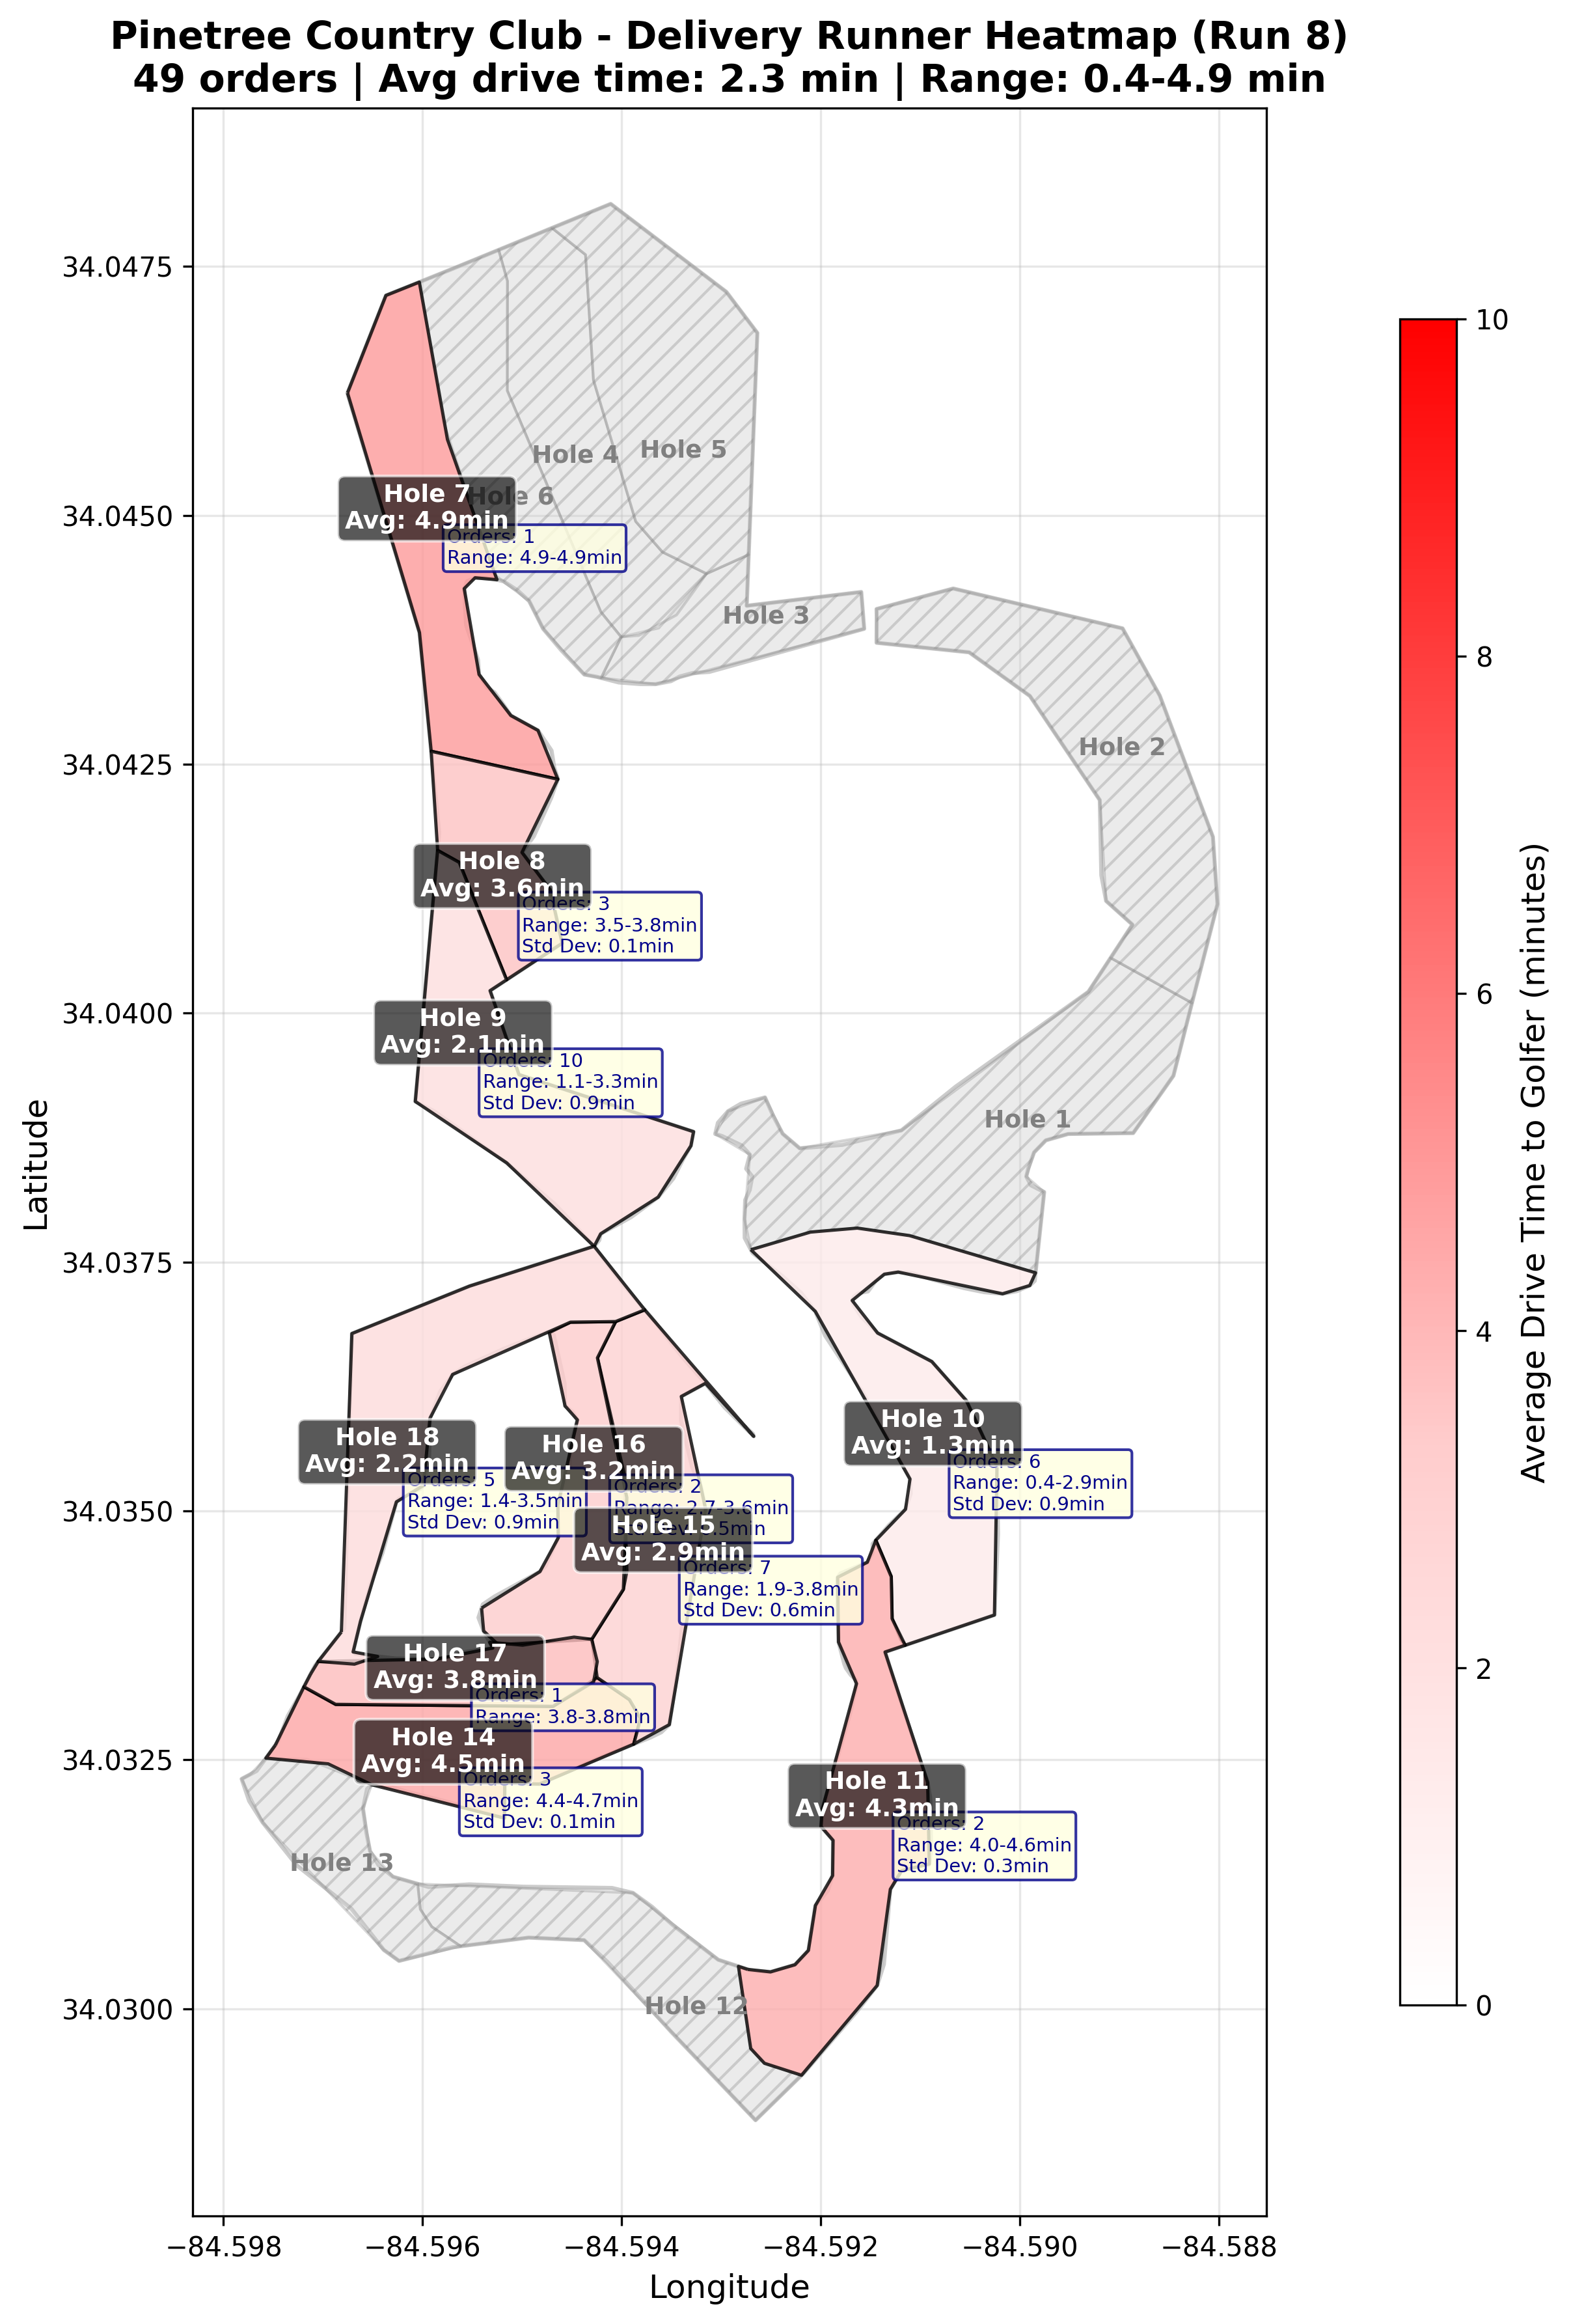 Pinetree Country Club - Delivery Runner Heatmap (Run 8)
49 orders | Avg drive time: 2.3 min | Range: 0.4-4.9 min
34.0475
34.0450
34.0425
34.0400
34.0375
34.0350
34.0325
34.0300
Latitude
−84.598
−84.596
−84.594
−84.592
−84.590
−84.588
Longitude
Hole 4
Hole 5
Hole 6
Hole 7
Avg: 4.9min
Orders: 1
Range: 4.9-4.9min
Hole 3
Hole 2
Hole 8
Avg: 3.6min
Orders: 3
Range: 3.5-3.8min
Std Dev: 0.1min
Hole 9
Avg: 2.1min
Orders: 10
Range: 1.1-3.3min
Std Dev: 0.9min
Hole 1
Hole 10
Avg: 1.3min
Orders: 6
Range: 0.4-2.9min
Std Dev: 0.9min
Hole 18
Avg: 2.2min
Orders: 5
Range: 1.4-3.5min
Std Dev: 0.9min
Hole 16
Avg: 3.2min
Orders: 2
Range: 2.7-3.6min
Std Dev: 0.5min
Hole 15
Avg: 2.9min
Orders: 7
Range: 1.9-3.8min
Std Dev: 0.6min
Hole 17
Avg: 3.8min
Orders: 1
Range: 3.8-3.8min
Hole 14
Avg: 4.5min
Orders: 3
Range: 4.4-4.7min
Std Dev: 0.1min
Hole 11
Avg: 4.3min
Orders: 2
Range: 4.0-4.6min
Std Dev: 0.3min
Hole 13
Hole 12
10
8
6
4
2
0
Average Drive Time to Golfer (minutes)